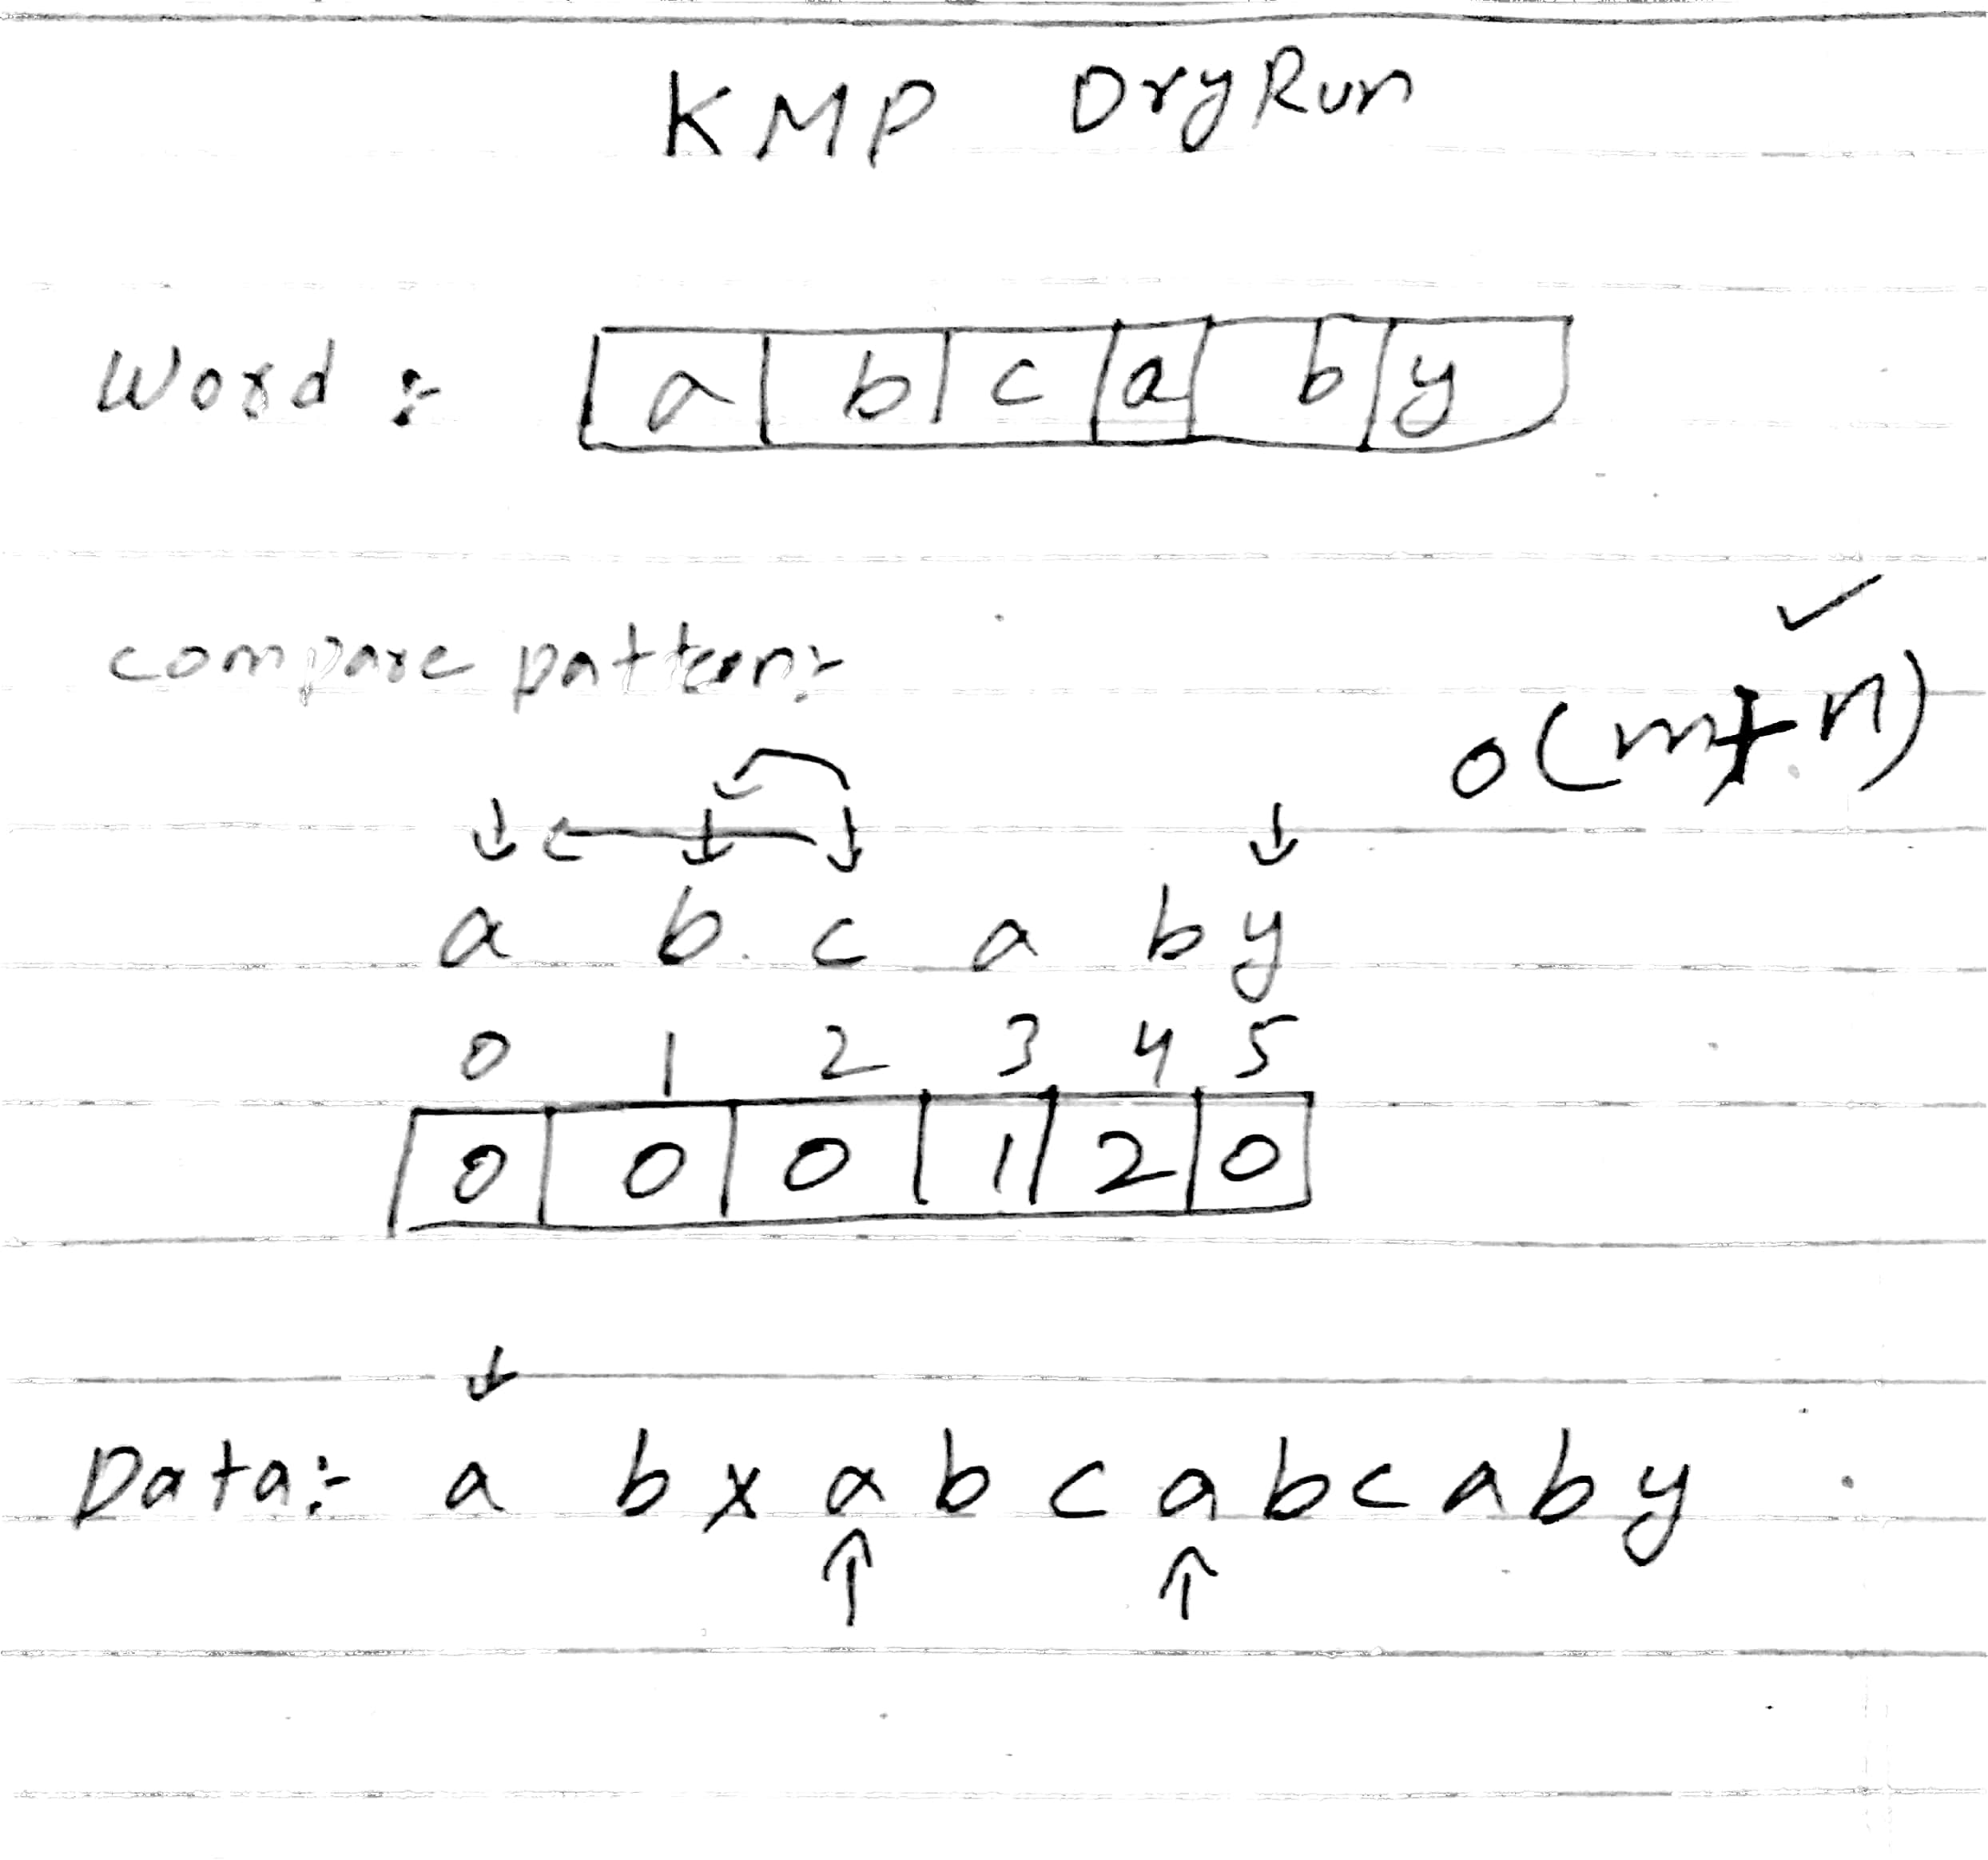 KMP DryRun
Word :- a b c a b y
compare pattern:-
O(m+n)
a b c a b y
0 1 2 3 4 5
0 0 0 1 2 0
Data:- a b x a b c a b c a b y